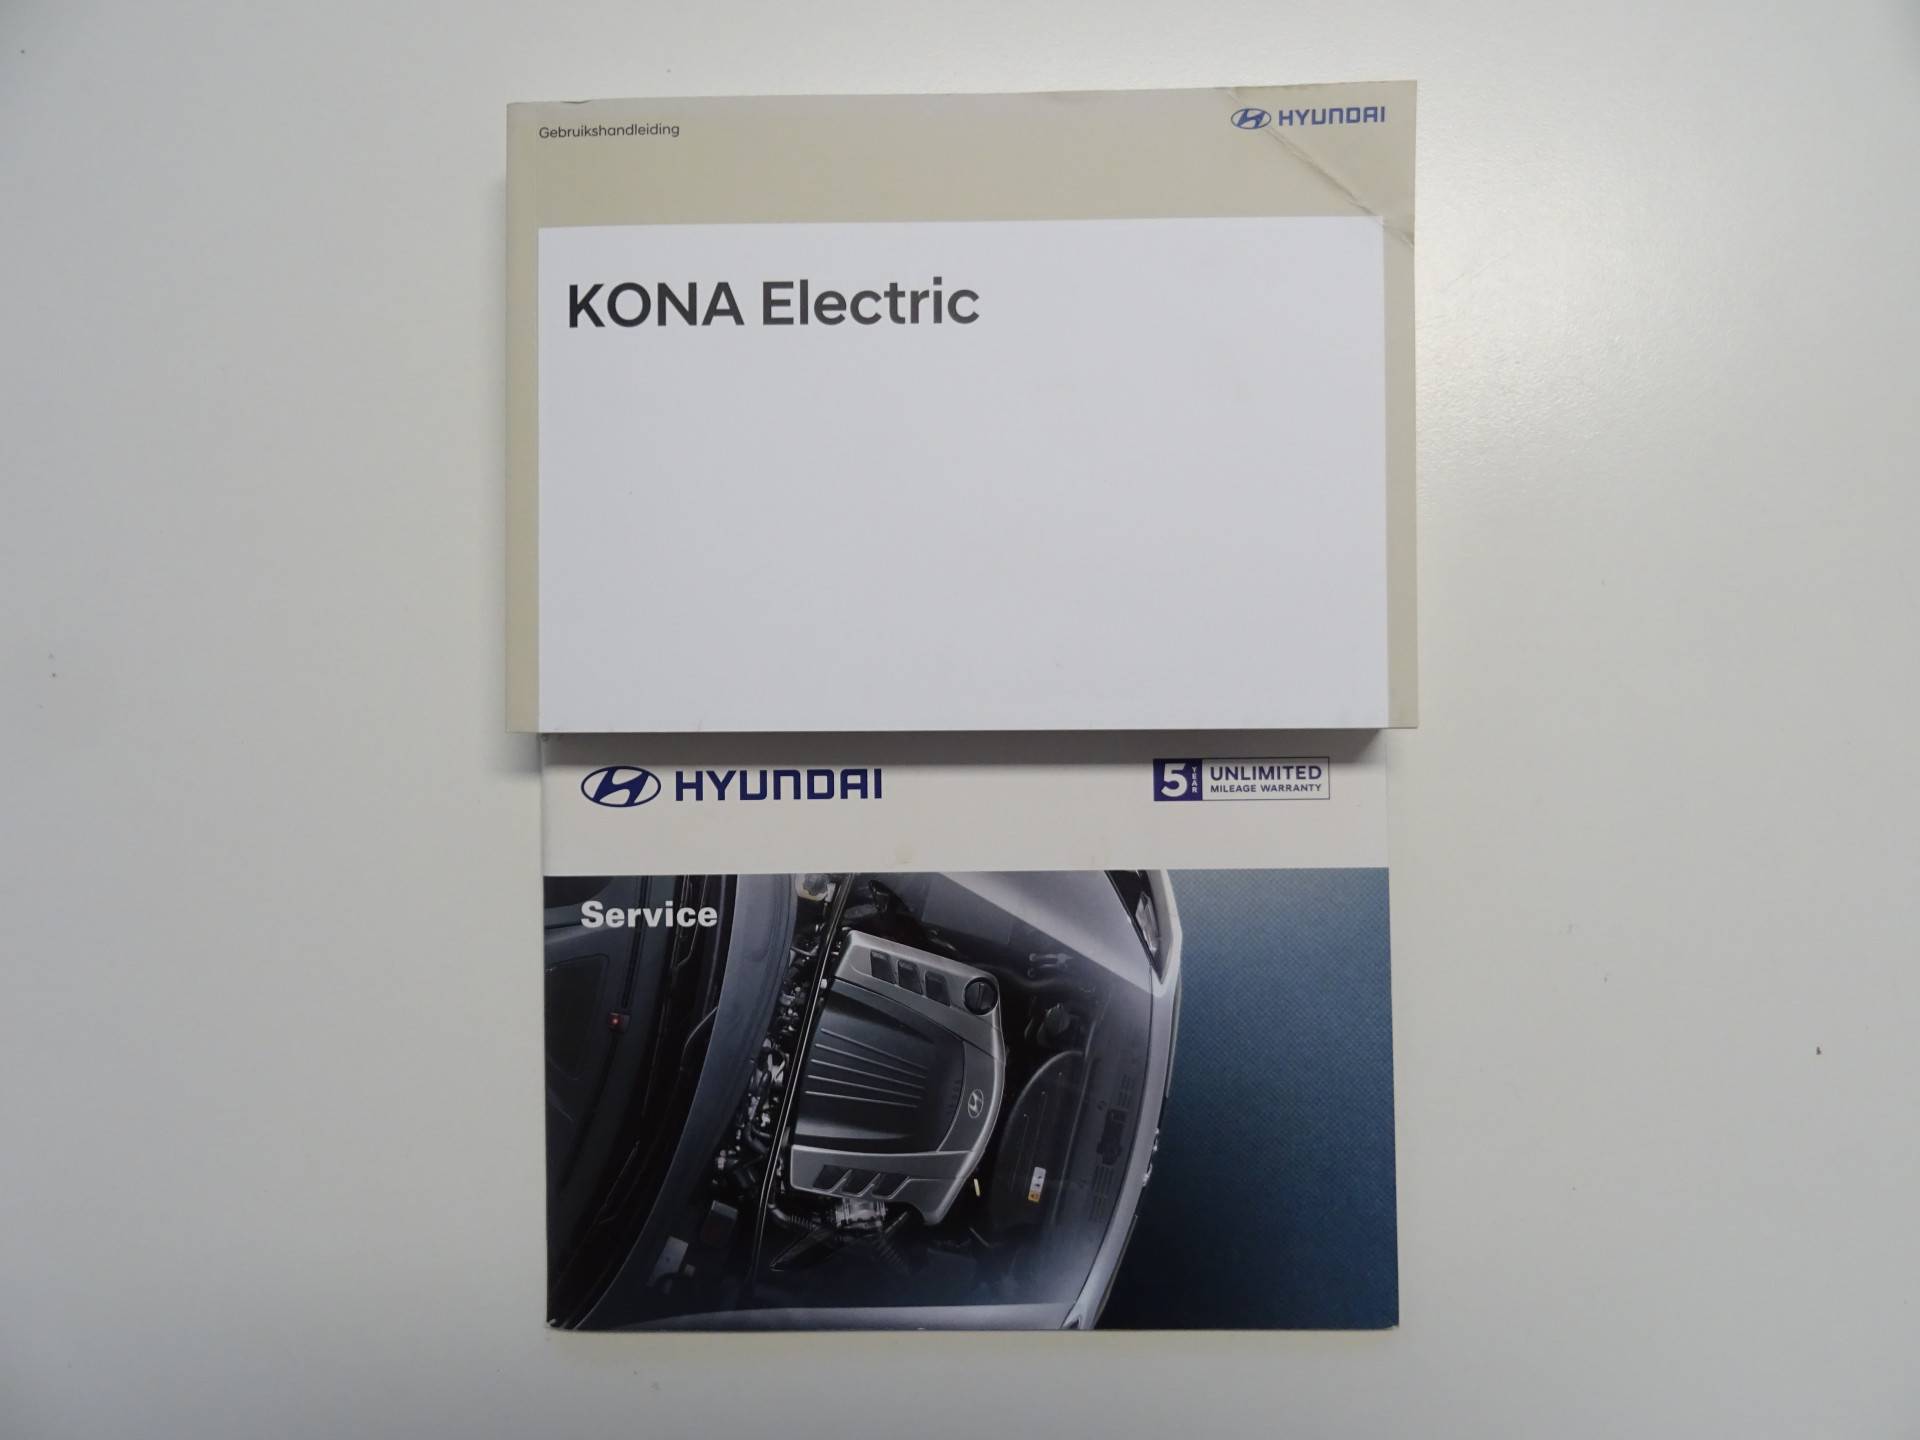 Gebruikshandleiding
HYUNDAI
KONA Electric
HYUNDAI
5 YEAR UNLIMITED
MILEAGE WARRANTY
Service